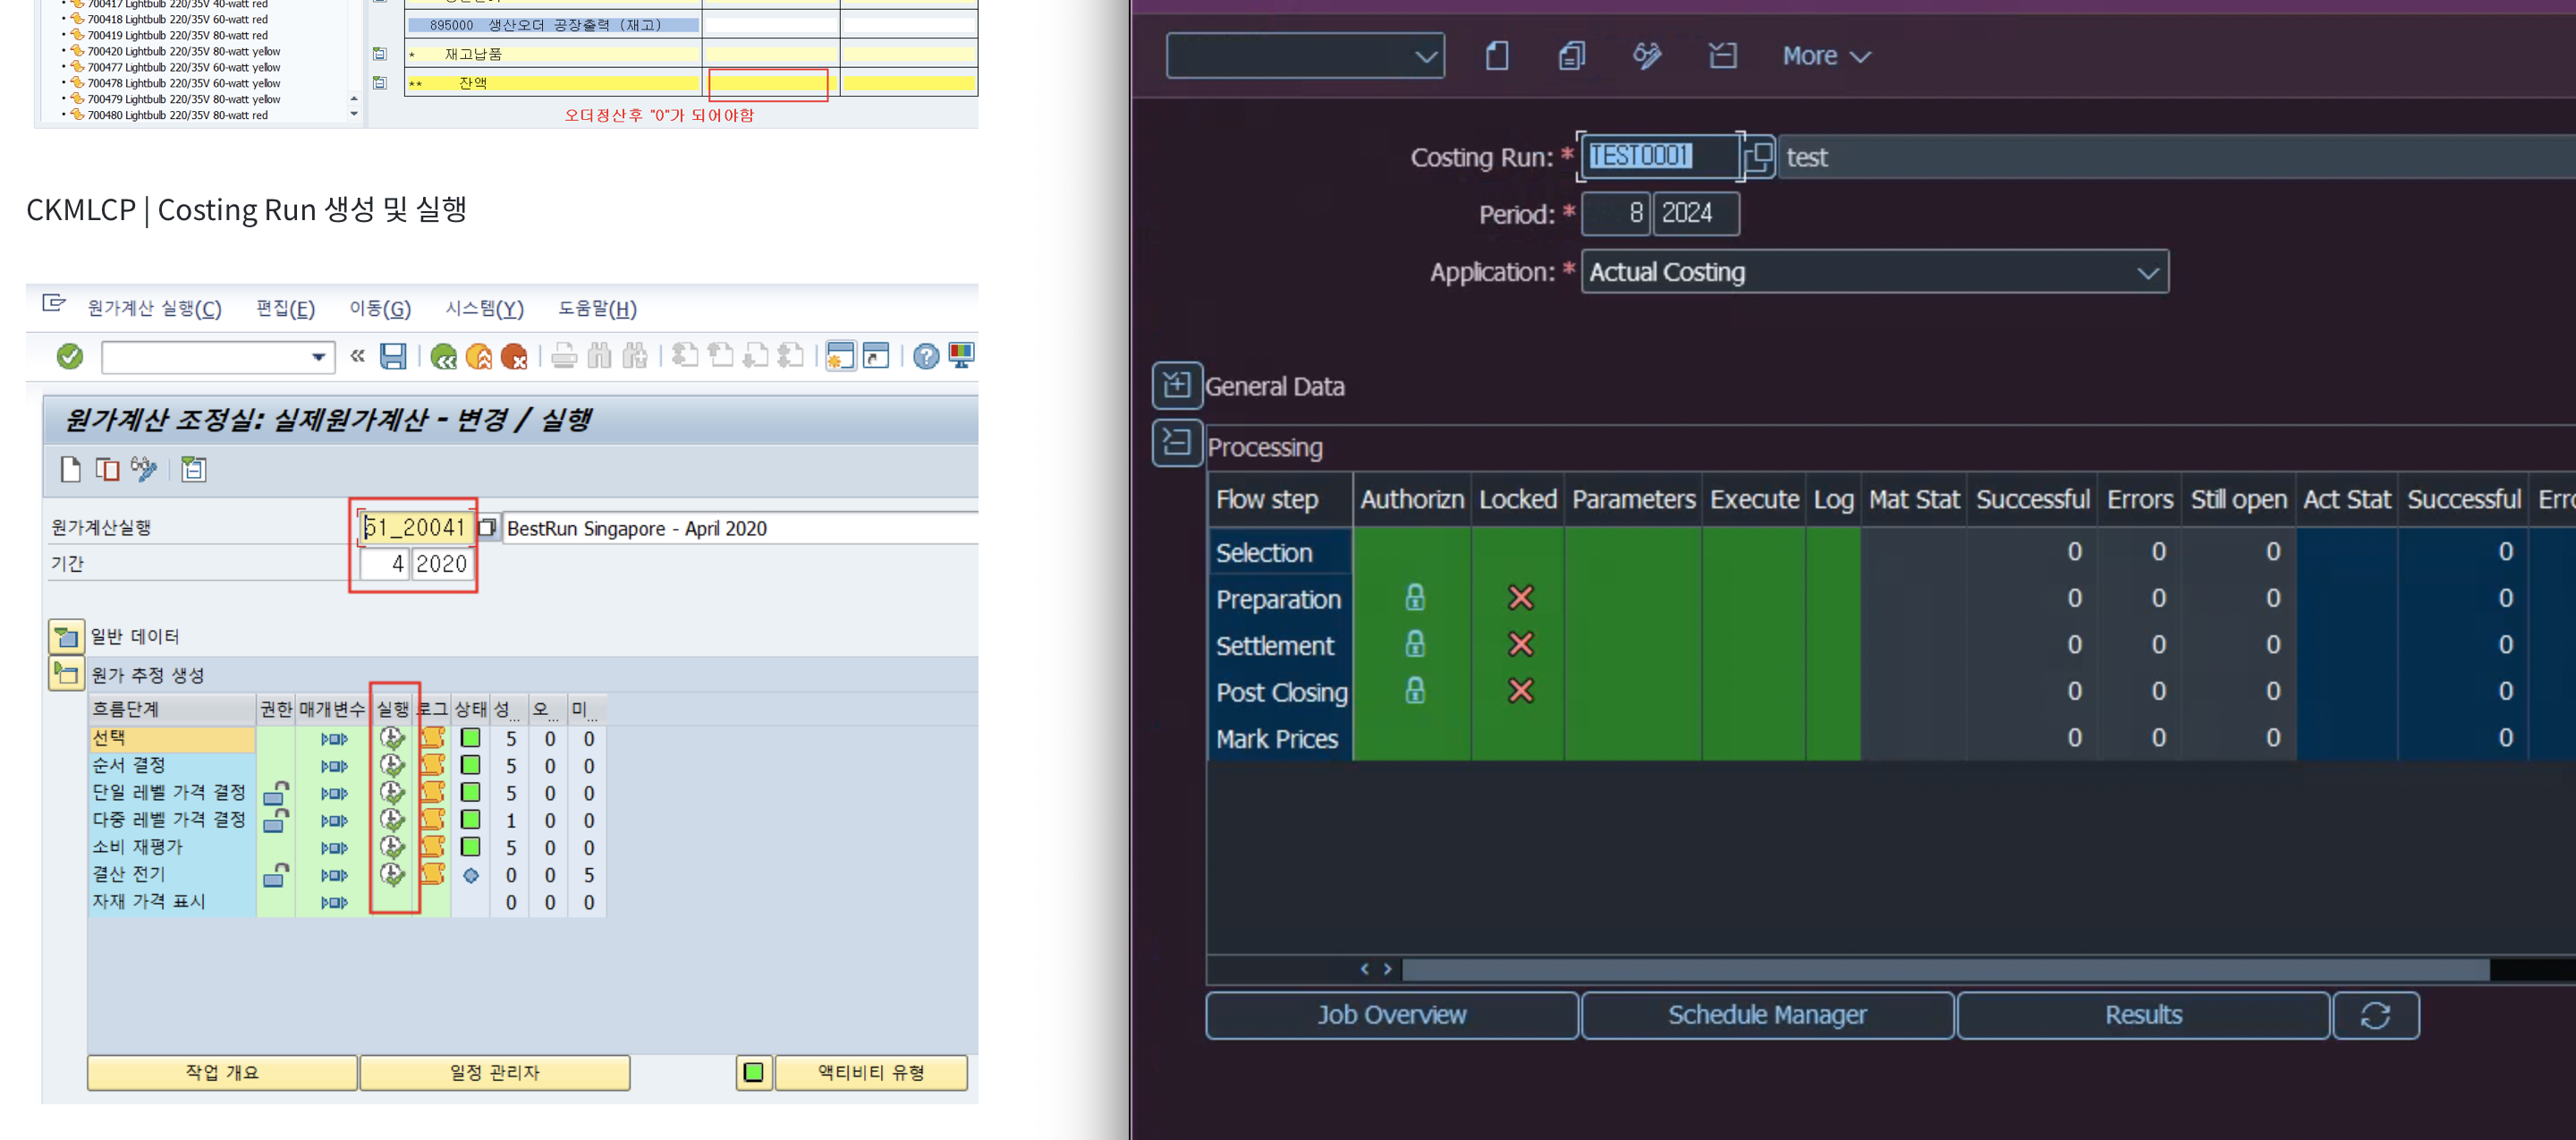 700417 Lightbulb 220/35V 40-watt red
700418 Lightbulb 220/35V 60-watt red
700419 Lightbulb 220/35V 80-watt red
700420 Lightbulb 220/35V 80-watt yellow
700477 Lightbulb 220/35V 60-watt yellow
700478 Lightbulb 220/35V 60-watt yellow
700479 Lightbulb 220/35V 80-watt yellow
700480 Lightbulb 220/35V 80-watt red
895000 생산오더 공장출력 (재고)
* 재고납품
** 잔액
오더정산후 "0"가 되어야함
CKMLCP | Costing Run 생성 및 실행
원가계산 실행(C) 편집(E) 이동(G) 시스템(Y) 도움말(H)
원가계산 조정실: 실제원가계산 - 변경 / 실행
원가계산실행 51_20041 BestRun Singapore - April 2020
기간 4 2020
일반 데이터
원가 추정 생성
흐름단계 권한 매개변수 실행 로그 상태 성... 오... 미...
선택 5 0 0
순서 결정 5 0 0
단일 레벨 가격 결정 5 0 0
다중 레벨 가격 결정 1 0 0
소비 재평가 5 0 0
결산 전기 0 0 5
자재 가격 표시 0 0 0
작업 개요 일정 관리자 액티비티 유형
More
Costing Run: * TEST0001 test
Period: * 8 2024
Application: * Actual Costing
General Data
Processing
Flow step Authorizn Locked Parameters Execute Log Mat Stat Successful Errors Still open Act Stat Successful Erro
Selection 0 0 0 0
Preparation 0 0 0 0
Settlement 0 0 0 0
Post Closing 0 0 0 0
Mark Prices 0 0 0 0
Job Overview Schedule Manager Results